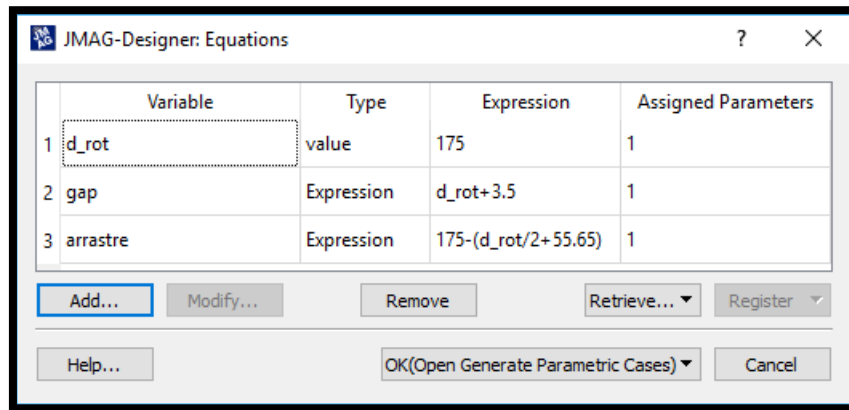 JMAG-Designer: Equations ? ×
Variable Type Expression Assigned Parameters
1 d_rot value 175 1
2 gap Expression d_rot+3.5 1
3 arrastre Expression 175-(d_rot/2+55.65) 1
Add... Modify... Remove Retrieve... Register
Help... OK(Open Generate Parametric Cases) Cancel